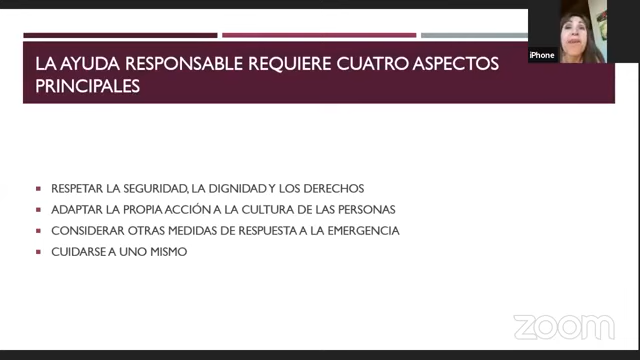 iPhone
LA AYUDA RESPONSABLE REQUIERE CUATRO ASPECTOS
PRINCIPALES
RESPETAR LA SEGURIDAD, LA DIGNIDAD Y LOS DERECHOS
ADAPTAR LA PROPIA ACCIÓN A LA CULTURA DE LAS PERSONAS
CONSIDERAR OTRAS MEDIDAS DE RESPUESTA A LA EMERGENCIA
CUIDARSE A UNO MISMO
zoom